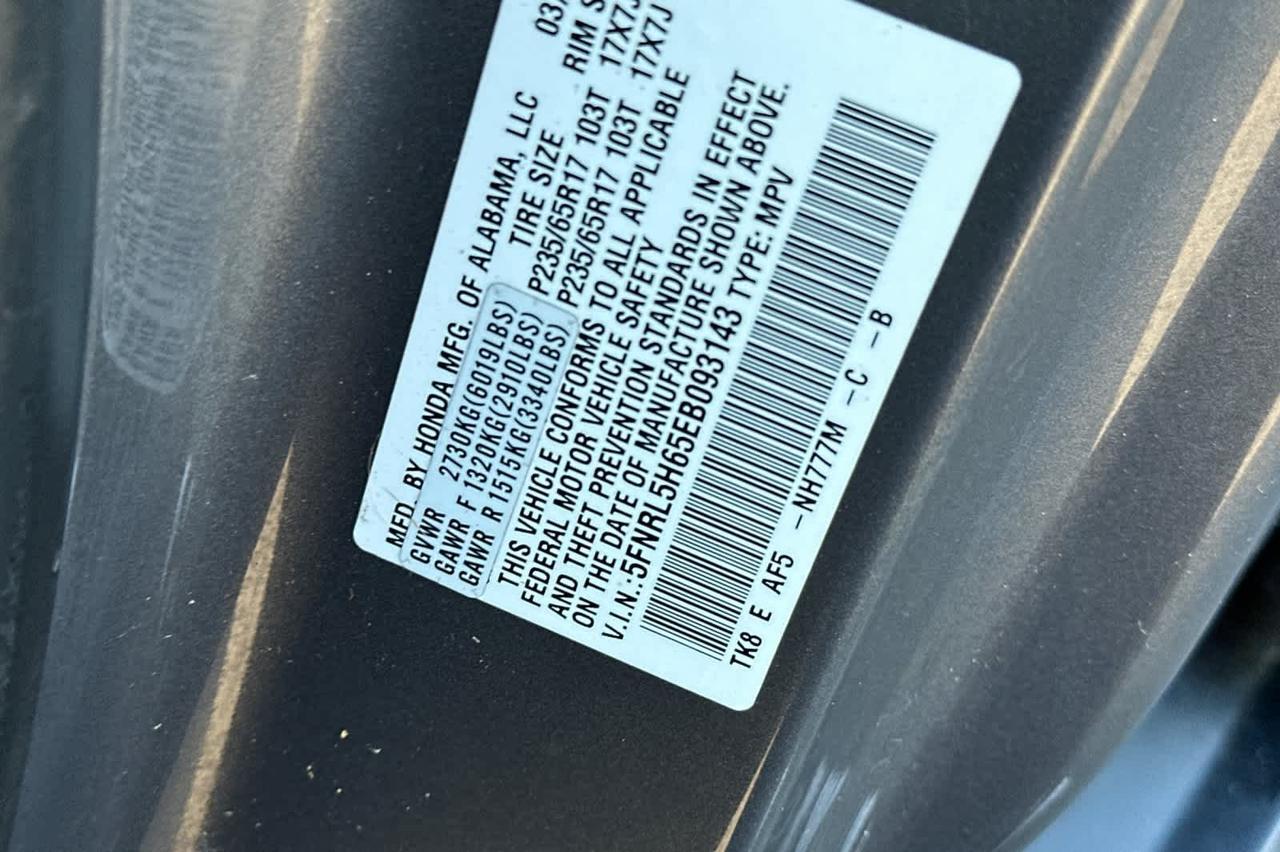 MFD. BY HONDA MFG. OF ALABAMA, LLC 03/
GVWR 2730KG(6019LBS) TIRE SIZE RIM S
GAWR F 1320KG(2910LBS) P235/65R17 103T 17X7J
GAWR R 1515KG(3340LBS) P235/65R17 103T 17X7J
THIS VEHICLE CONFORMS TO ALL APPLICABLE
FEDERAL MOTOR VEHICLE SAFETY
AND THEFT PREVENTION STANDARDS IN EFFECT
ON THE DATE OF MANUFACTURE SHOWN ABOVE.
V.I.N.:5FNRL5H65EB093143 TYPE: MPV
TK8 E AF5 -NH777M -C -B